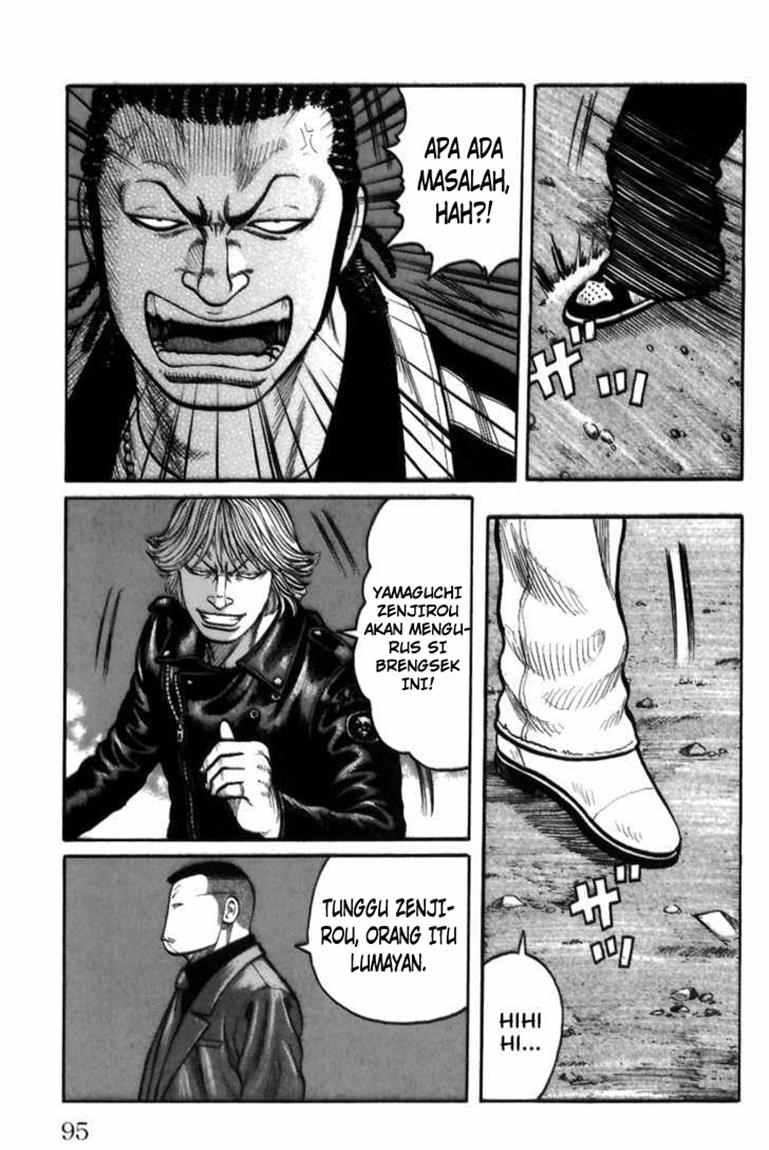 ザッ
APA ADA
MASALAH,
HAH?!
ザッ
HIHI
HI...
YAMAGUCHI
ZENJIROU
AKAN MENGU-
RUS SI
BRENGSEK
INI!
TUNGGU ZENJI-
ROU, ORANG ITU
LUMAYAN.
95